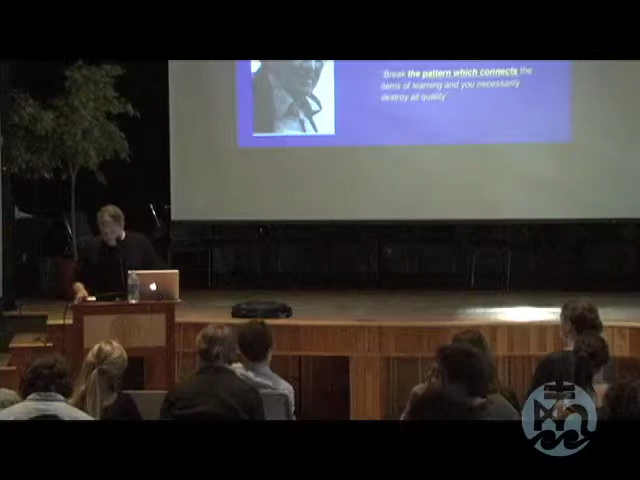 "Break the pattern which connects the
items of learning and you necessarily
destroy all quality"